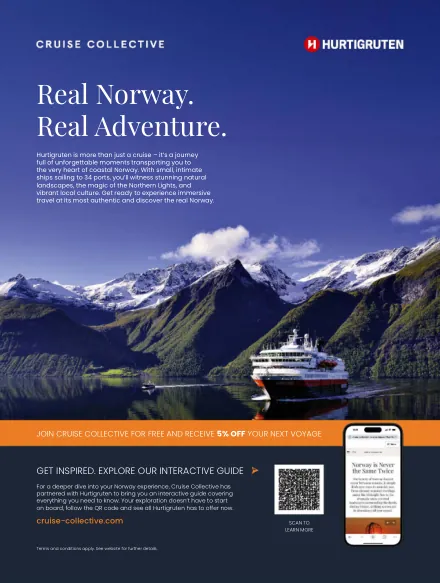 CRUISE COLLECTIVE
HURTIGRUTEN
Real Norway.
Real Adventure.
Hurtigruten is more than just a cruise – it's a journey
full of unforgettable moments transporting you to
the very heart of coastal Norway. With small, intimate
ships sailing to 34 ports, you'll witness stunning natural
landscapes, the magic of the Northern Lights, and
vibrant local culture. Get ready to experience immersive
travel at its most authentic and discover the real Norway.
JOIN CRUISE COLLECTIVE FOR FREE AND RECEIVE 5% OFF YOUR NEXT VOYAGE
GET INSPIRED. EXPLORE OUR INTERACTIVE GUIDE
For a deeper dive into your Norway experience, Cruise Collective has
partnered with Hurtigruten to bring you an interactive guide covering
everything you need to know. Your exploration doesn't have to start
on board, follow the QR code and see all Hurtigruten has to offer now.
cruise-collective.com
SCAN TO
LEARN MORE
Norway is Never
the Same Twice
Terms and conditions apply. See website for further details.